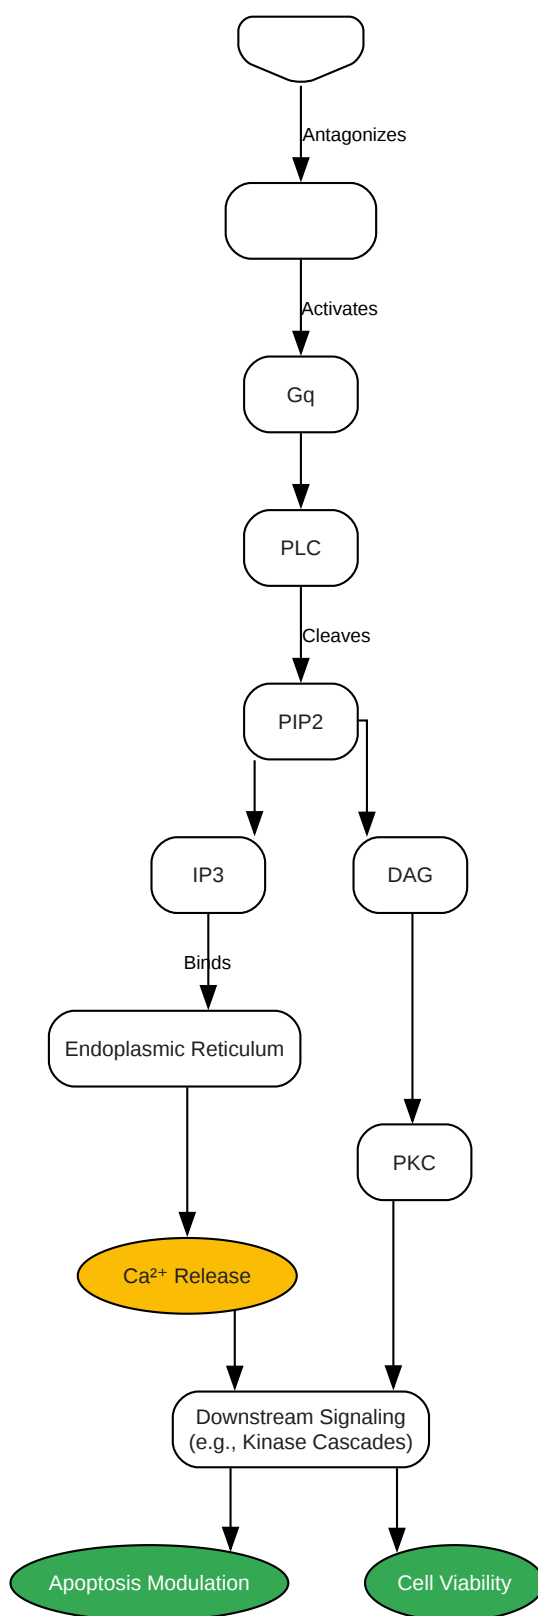 Antagonizes
Activates
Gq
PLC
Cleaves
PIP2
IP3
DAG
Binds
Endoplasmic Reticulum
PKC
Ca²⁺ Release
Downstream Signaling
(e.g., Kinase Cascades)
Apoptosis Modulation
Cell Viability